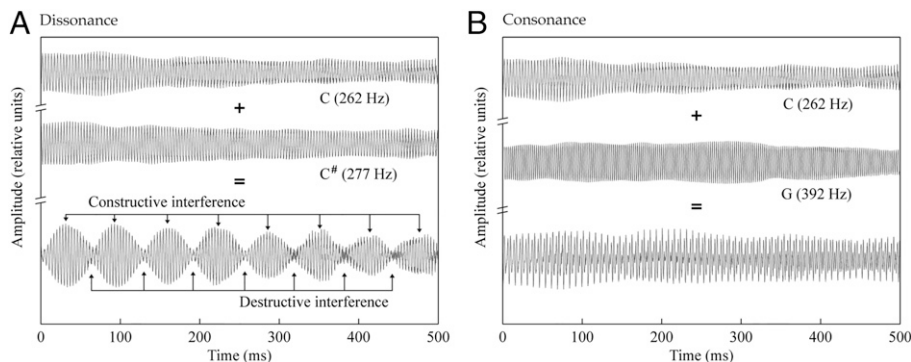 A Dissonance
Amplitude (relative units)
C (262 Hz)
+
C# (277 Hz)
=
Constructive interference
Destructive interference
0 100 200 300 400 500
Time (ms)
B Consonance
Amplitude (relative units)
C (262 Hz)
+
G (392 Hz)
=
0 100 200 300 400 500
Time (ms)